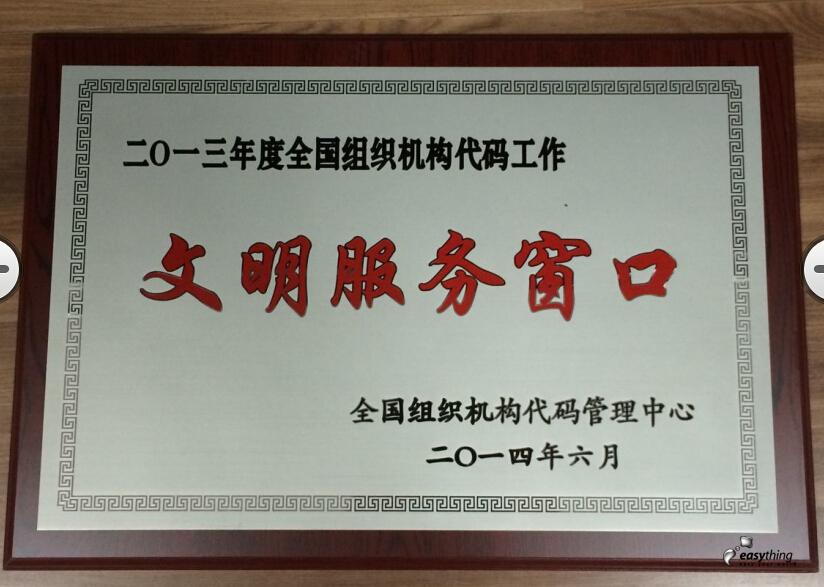 二〇一三年度全国组织机构代码工作
文明服务窗口
全国组织机构代码管理中心
二〇一四年六月
easything